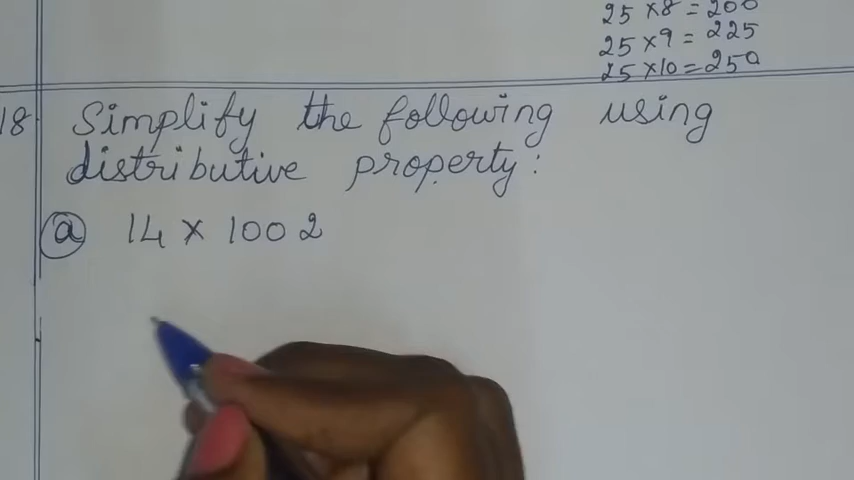 25 × 8 = 200
25 × 9 = 225
25 × 10 = 250
18 Simplify the following using
distributive property :
ⓐ 14 × 1002